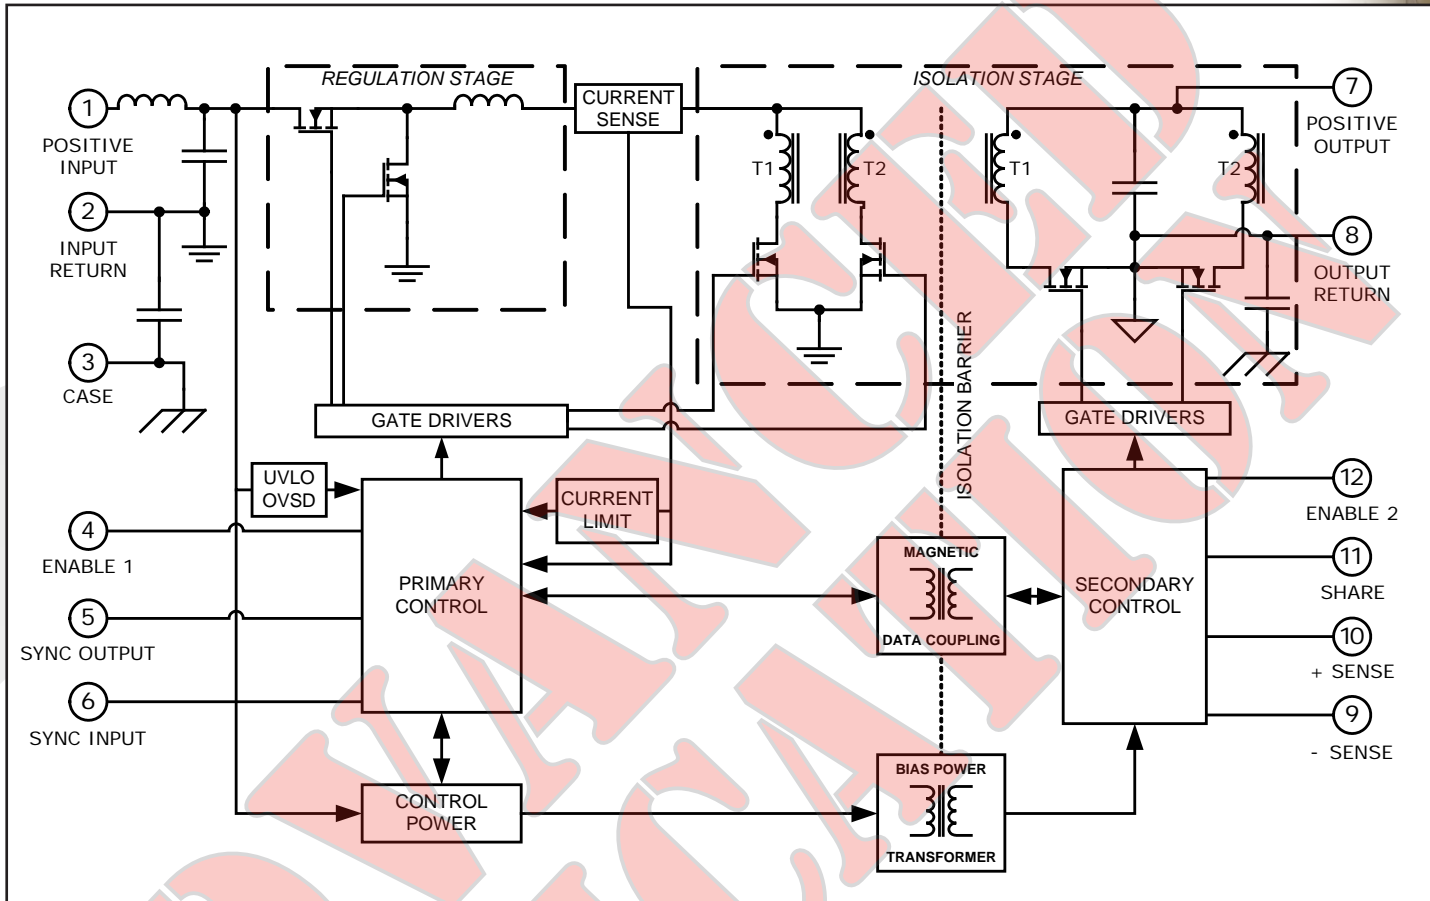 REGULATION STAGE
ISOLATION STAGE
1
POSITIVE
INPUT
CURRENT
SENSE
7
POSITIVE
OUTPUT
T1
T2
T1
T2
2
INPUT
RETURN
8
OUTPUT
RETURN
3
CASE
ISOLATION BARRIER
GATE DRIVERS
GATE DRIVERS
UVLO
OVSD
CURRENT
LIMIT
12
ENABLE 2
4
ENABLE 1
PRIMARY
CONTROL
MAGNETIC
DATA COUPLING
SECONDARY
CONTROL
11
SHARE
5
SYNC OUTPUT
10
+ SENSE
6
SYNC INPUT
9
- SENSE
CONTROL
POWER
BIAS POWER
TRANSFORMER